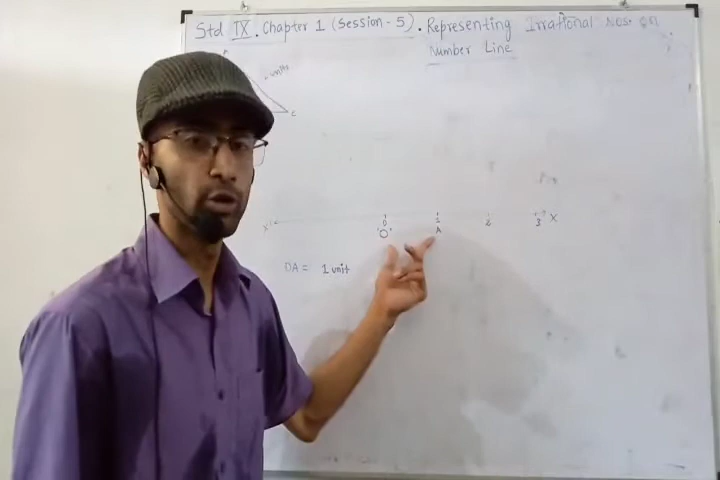 Std IX. Chapter 1 (Session - 5). Representing Irrational Nos. on
Number Line
units
C
X'
0 1 2 3 X
'O' A
OA = 1 unit